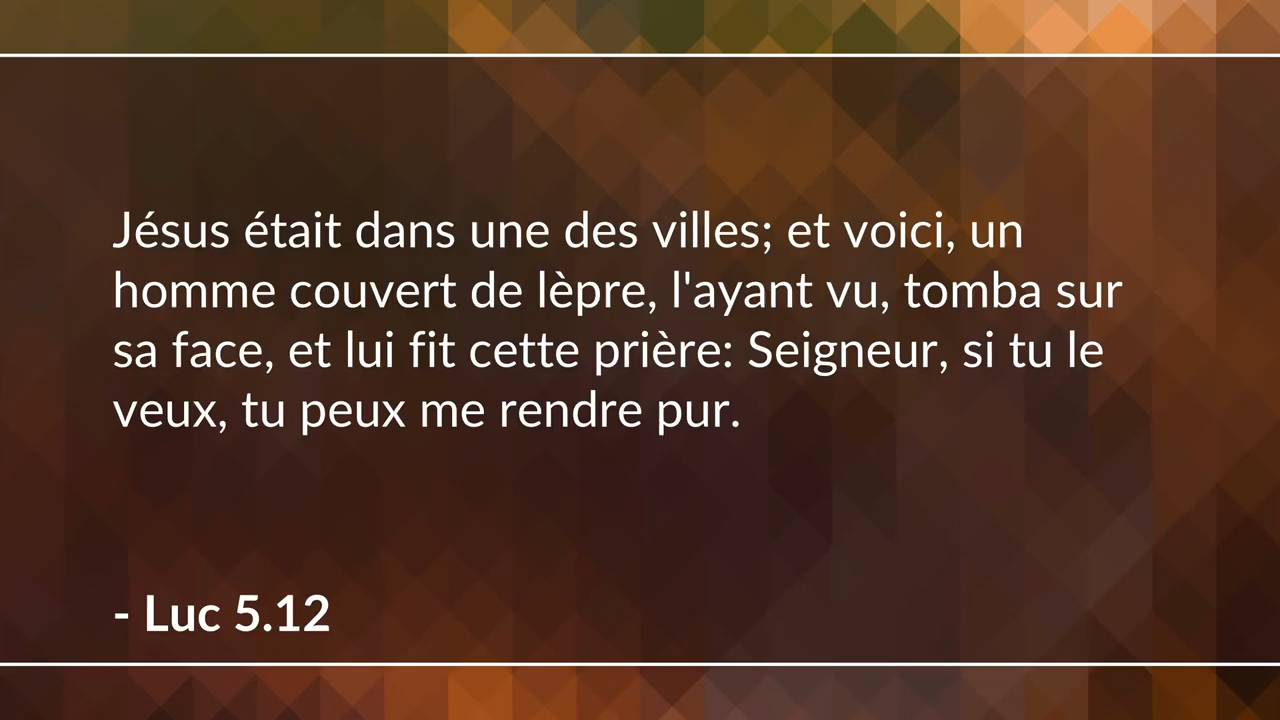 Jésus était dans une des villes; et voici, un
homme couvert de lèpre, l'ayant vu, tomba sur
sa face, et lui fit cette prière: Seigneur, si tu le
veux, tu peux me rendre pur.
- Luc 5.12